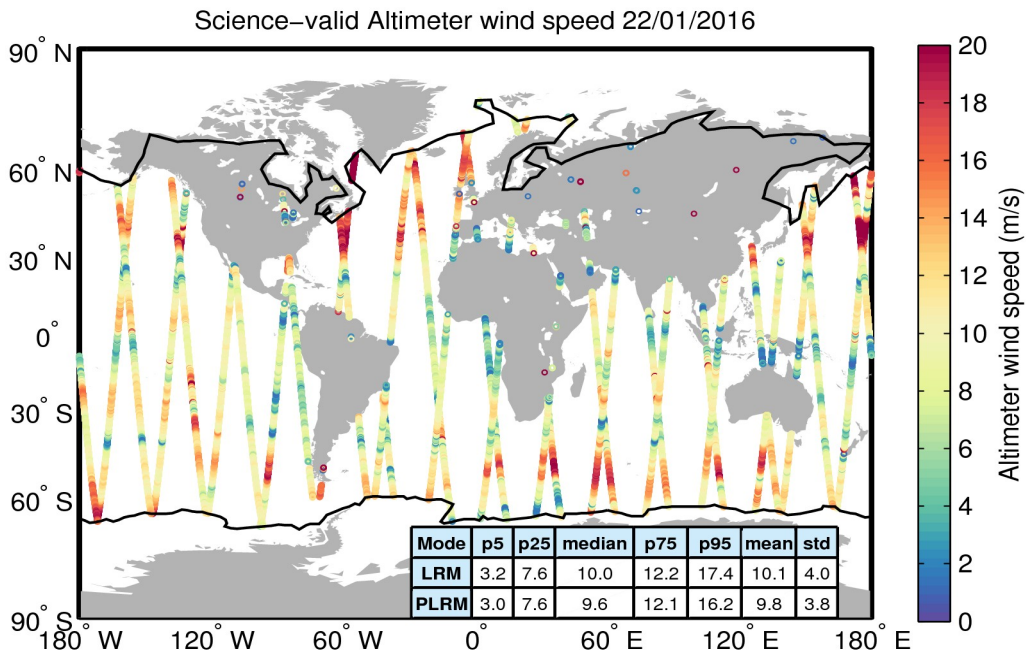 Science−valid Altimeter wind speed 22/01/2016
90° N
60° N
30° N
0°
30° S
60° S
90° S
180° W
120° W
60° W
0°
60° E
120° E
180° E
Mode p5 p25 median p75 p95 mean std
LRM 3.2 7.6 10.0 12.2 17.4 10.1 4.0
PLRM 3.0 7.6 9.6 12.1 16.2 9.8 3.8
20
18
16
14
12
10
8
6
4
2
0
Altimeter wind speed (m/s)